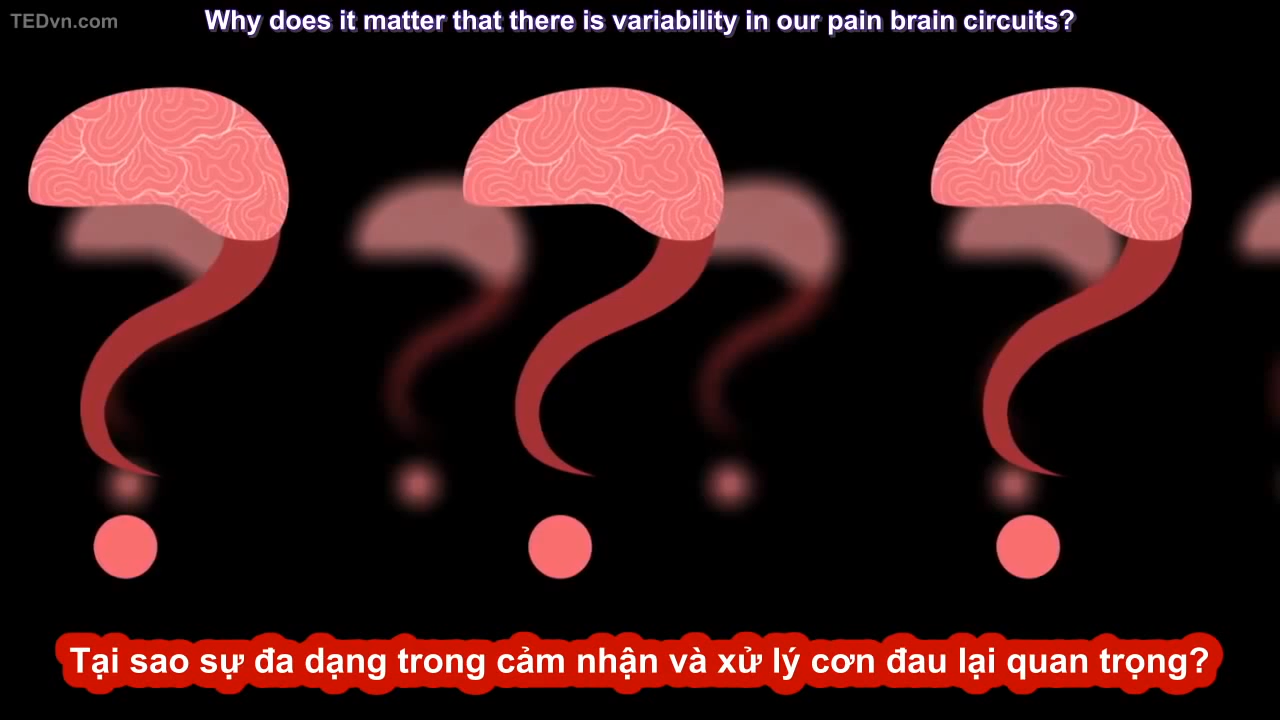 TEDvn.com
Why does it matter that there is variability in our pain brain circuits?
Tại sao sự đa dạng trong cảm nhận và xử lý cơn đau lại quan trọng?